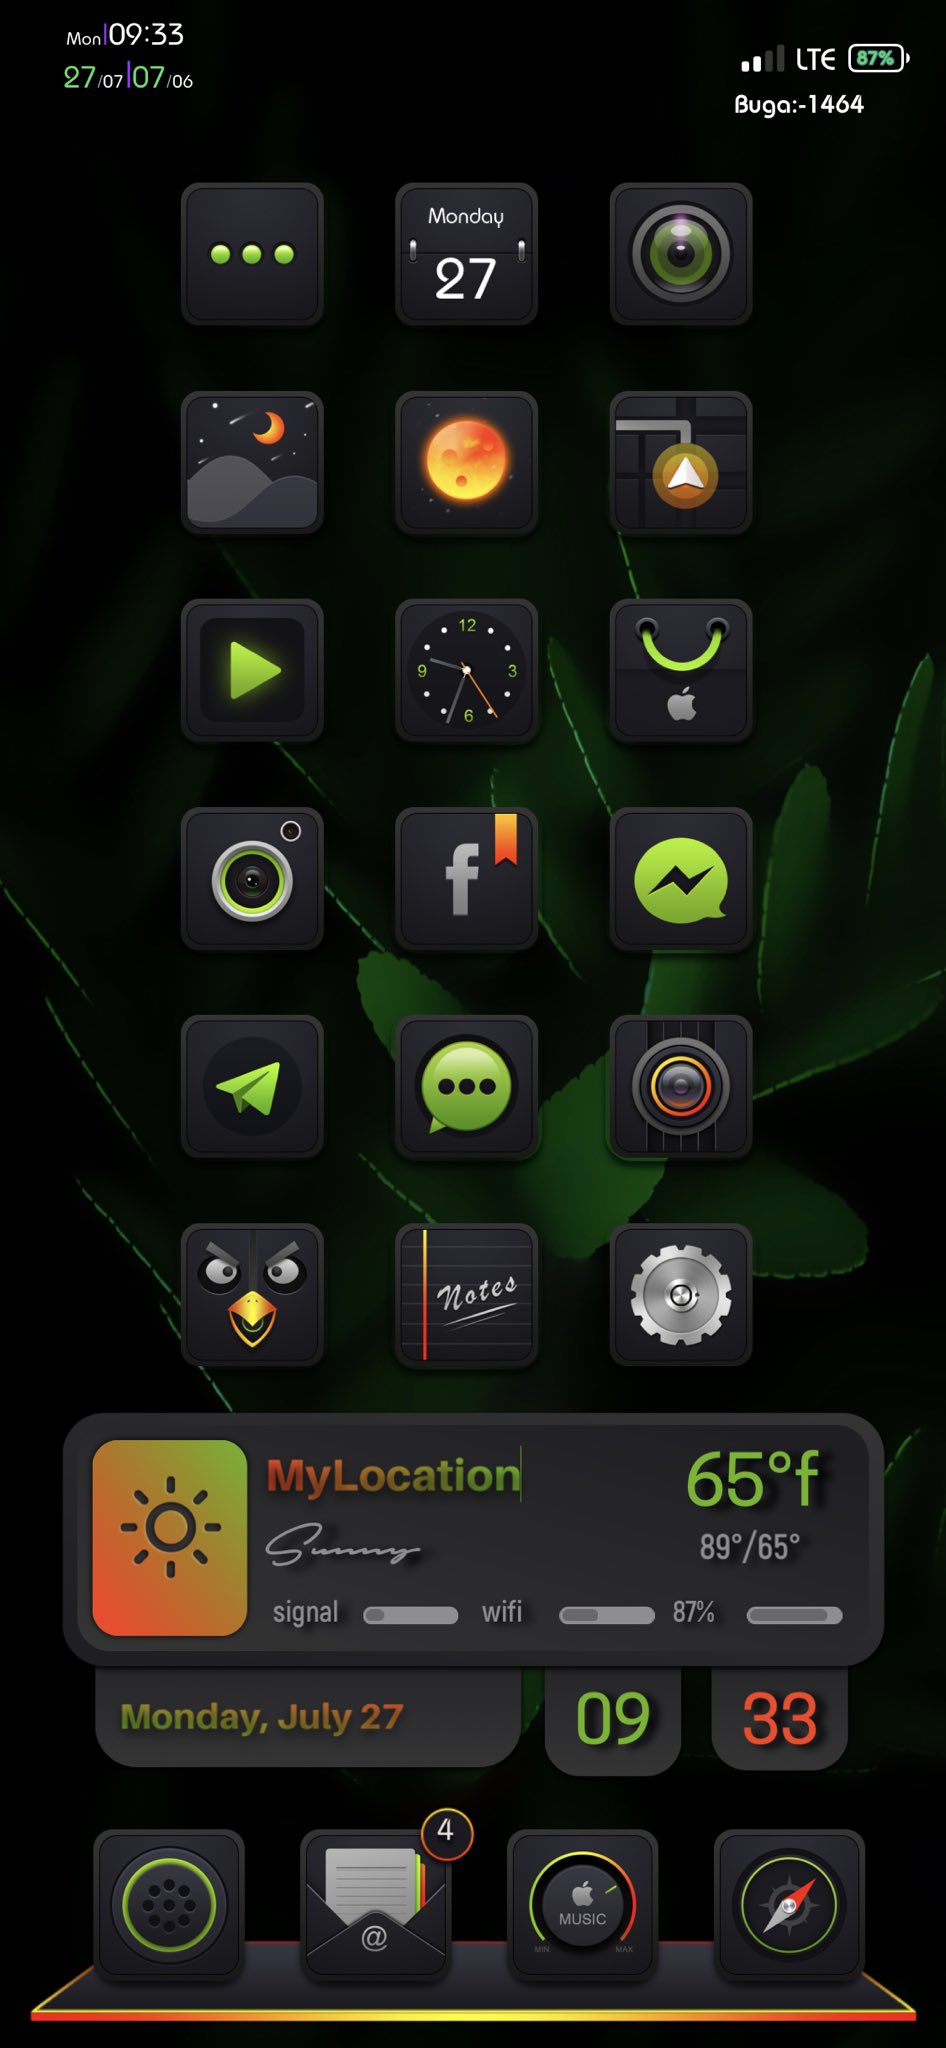 Mon|09:33
27/07|07/06
LTE 87%
Buga:-1464
Monday
27
12
9 3
6
f
Notes
MyLocation
65°f
Sunny
89°/65°
signal wifi 87%
Monday, July 27
09 33
4
@
MUSIC
MIN MAX